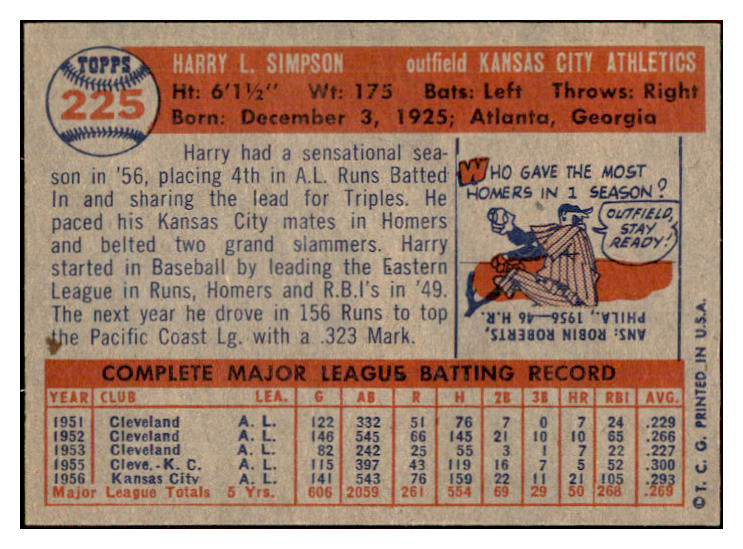 TOPPS
225
HARRY L. SIMPSON outfield KANSAS CITY ATHLETICS
Ht: 6'1½" Wt: 175 Bats: Left Throws: Right
Born: December 3, 1925; Atlanta, Georgia
Harry had a sensational sea-
son in '56, placing 4th in A.L. Runs Batted
In and sharing the lead for Triples. He
paced his Kansas City mates in Homers
and belted two grand slammers. Harry
started in Baseball by leading the Eastern
League in Runs, Homers and R.B.I's in '49.
The next year he drove in 156 Runs to top
the Pacific Coast Lg. with a .323 Mark.
WHO GAVE THE MOST
HOMERS IN 1 SEASON?
OUTFIELD,
STAY
READY!
ANS: ROBIN ROBERTS,
PHILA., 1956-46 H.R.
COMPLETE MAJOR LEAGUE BATTING RECORD
YEAR CLUB LEA. G AB R H 2B 3B HR RBI AVG.
1951 Cleveland A. L. 122 332 51 76 7 0 7 24 .229
1952 Cleveland A. L. 146 545 66 145 21 10 10 65 .266
1953 Cleveland A. L. 82 242 25 55 3 1 7 22 .227
1955 Cleve.-K. C. A. L. 115 397 43 119 16 7 5 52 .300
1956 Kansas City A. L. 141 543 76 159 22 11 21 105 .293
Major League Totals 5 Yrs. 606 2059 261 554 69 29 50 268 .269
© T. C. G. PRINTED IN U.S.A.